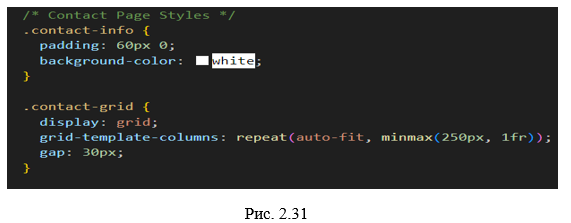 /* Contact Page Styles */
.contact-info {
padding: 60px 0;
background-color: white;
}
.contact-grid {
display: grid;
grid-template-columns: repeat(auto-fit, minmax(250px, 1fr));
gap: 30px;
}
Рис. 2.31